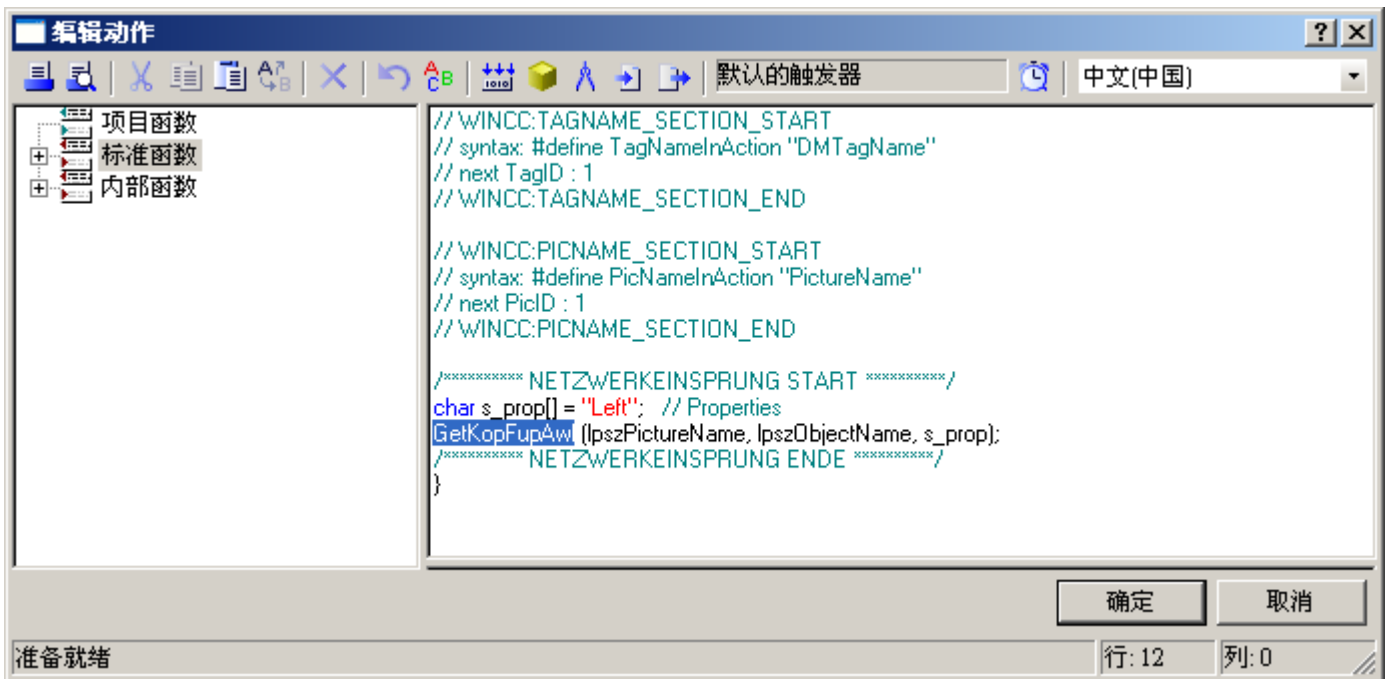 编辑动作
默认的触发器
中文(中国)
项目函数
标准函数
内部函数
// WINCC:TAGNAME_SECTION_START
// syntax: #define TagNameInAction "DMTagName"
// next TagID : 1
// WINCC:TAGNAME_SECTION_END
// WINCC:PICNAME_SECTION_START
// syntax: #define PicNameInAction "PictureName"
// next PicID : 1
// WINCC:PICNAME_SECTION_END
/********** NETZWERKEINSPRUNG START **********/
char s_prop[] = "Left";   // Properties
GetKopFupAwl (lpszPictureName, lpszObjectName, s_prop);
/********** NETZWERKEINSPRUNG ENDE **********/
}
确定
取消
准备就绪
行: 12
列: 0